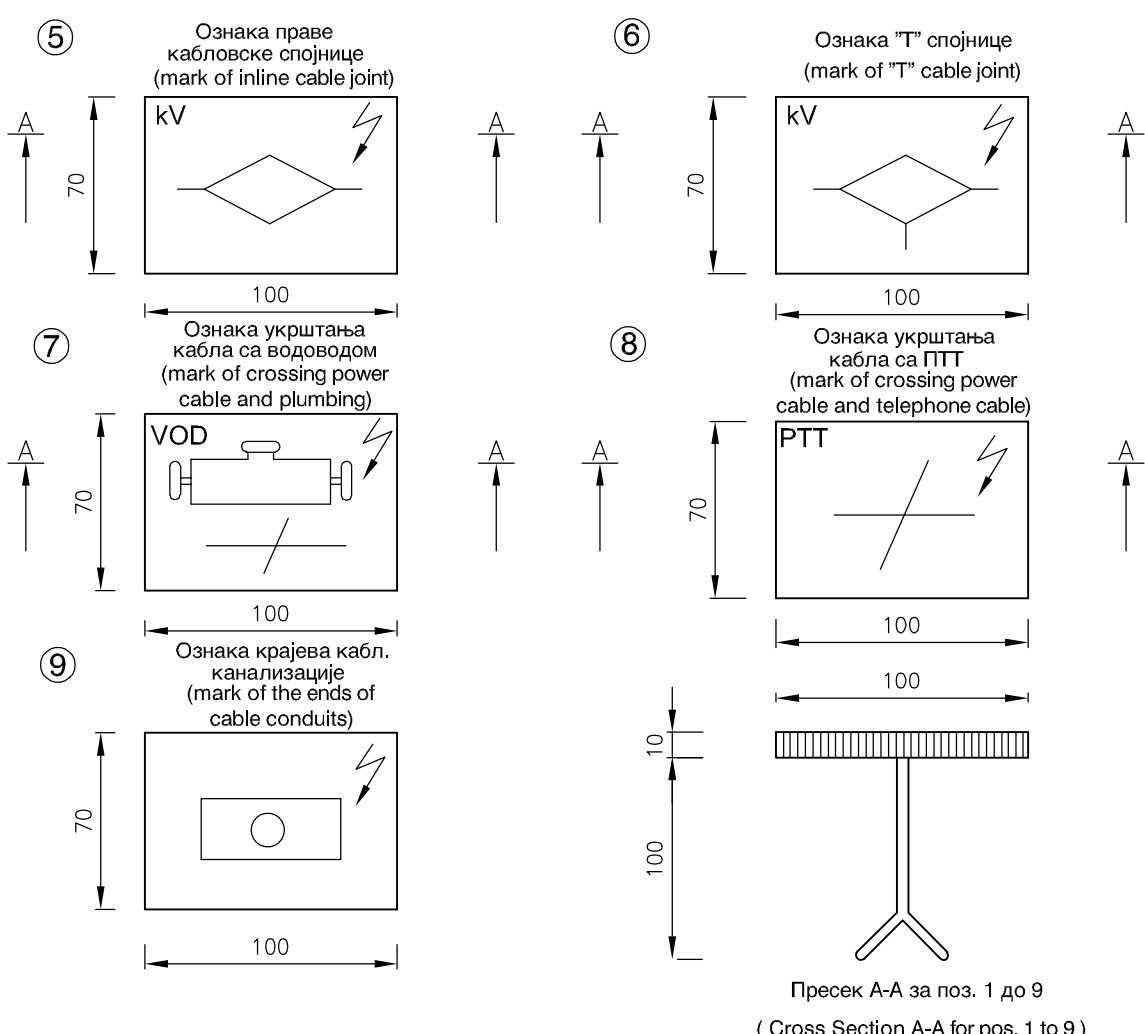 5
Ознака праве
кабловске спојнице
(mark of inline cable joint)
kV
A
A
70
100
6
Ознака "Т" спојнице
(mark of "T" cable joint)
kV
A
A
70
100
7
Ознака укрштања
кабла са водоводом
(mark of crossing power
cable and plumbing)
VOD
A
A
70
100
8
Ознака укрштања
кабла са ПТТ
(mark of crossing power
cable and telephone cable)
PTT
A
A
70
100
9
Ознака крајева кабл.
канализације
(mark of the ends of
cable conduits)
70
100
100
10
100
Пресек А-А за поз. 1 до 9
( Cross Section A-A for pos. 1 to 9 )